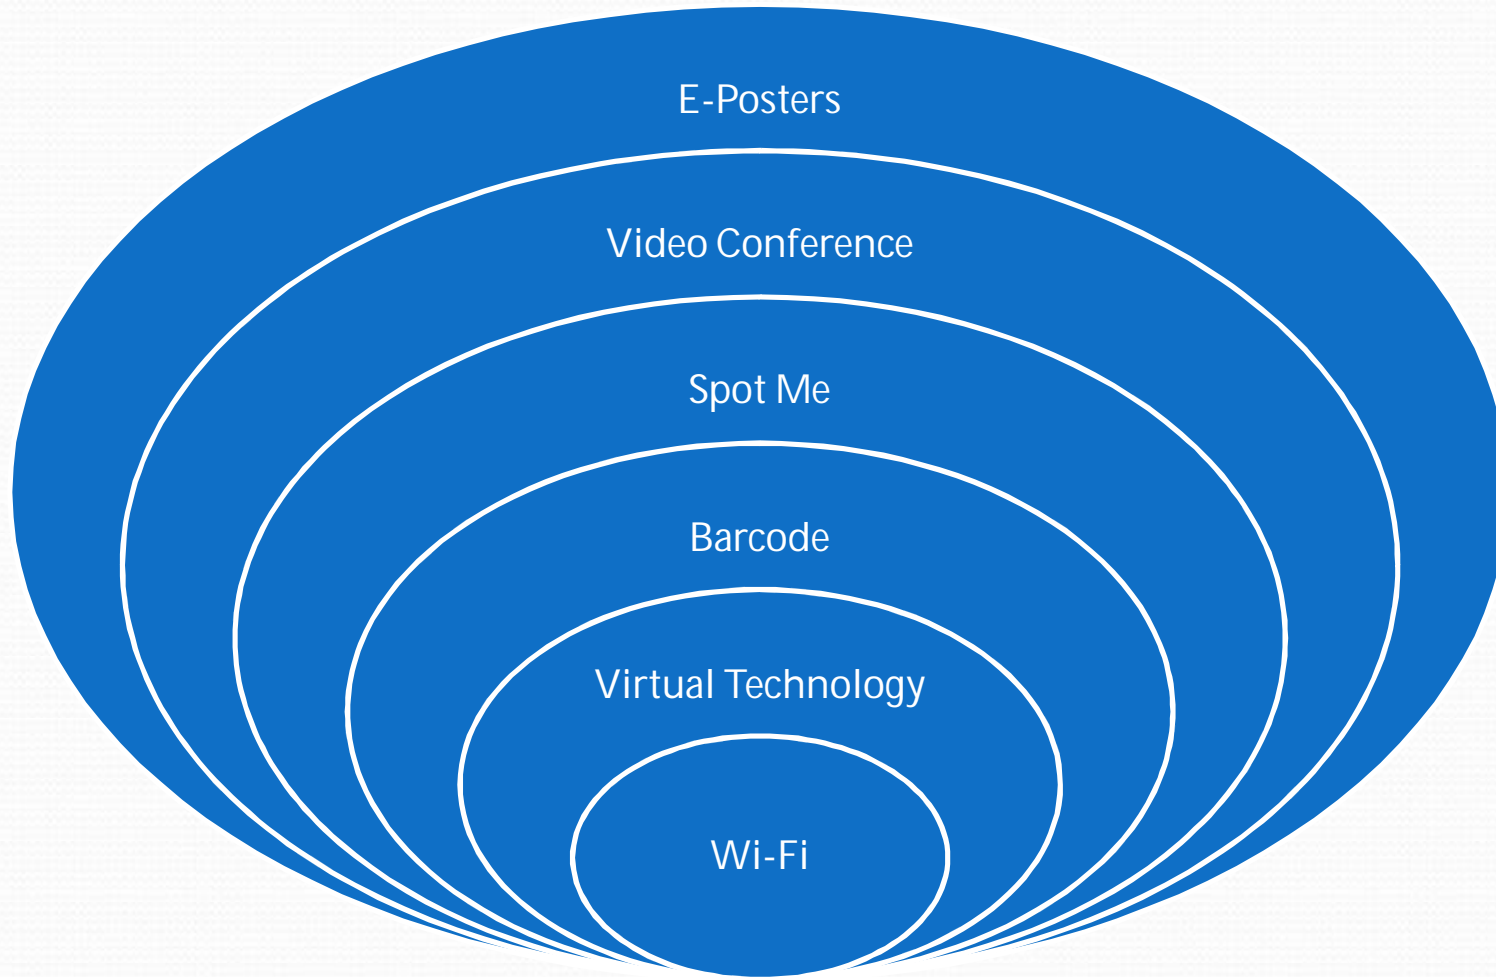 E-Posters
Video Conference
Spot Me
Barcode
Virtual Technology
Wi-Fi